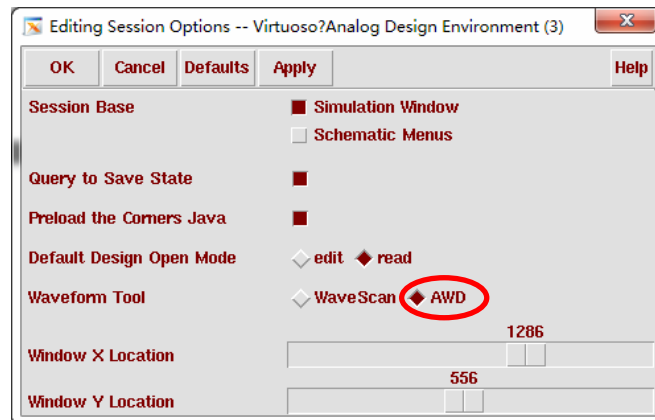 Editing Session Options -- Virtuoso?Analog Design Environment (3)
OK Cancel Defaults Apply Help
Session Base Simulation Window
Schematic Menus
Query to Save State
Preload the Corners Java
Default Design Open Mode edit read
Waveform Tool WaveScan AWD
1286
Window X Location
556
Window Y Location